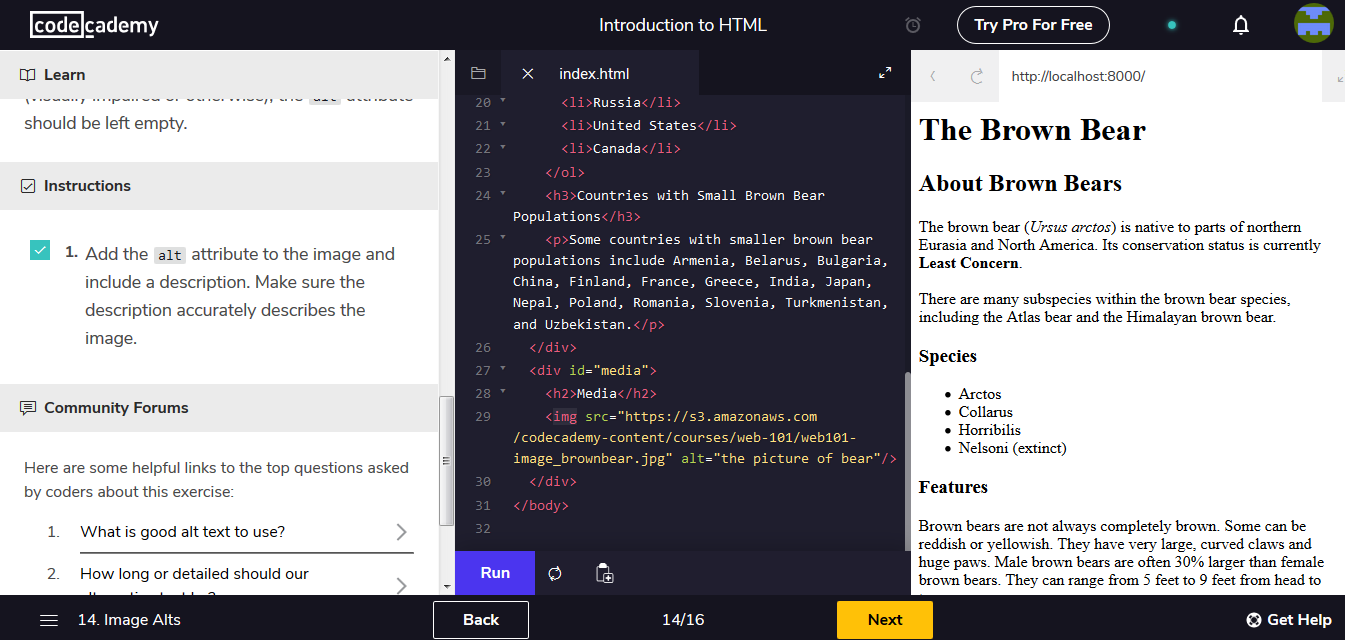 codecademy
Introduction to HTML
Try Pro For Free
Learn
(visually impaired or otherwise), the alt attribute
should be left empty.
Instructions
1. Add the alt attribute to the image and
include a description. Make sure the
description accurately describes the
image.
Community Forums
Here are some helpful links to the top questions asked
by coders about this exercise:
1. What is good alt text to use?
2. How long or detailed should our
index.html
20 <li>Russia</li>
21 <li>United States</li>
22 <li>Canada</li>
23 </ol>
24 <h3>Countries with Small Brown Bear
Populations</h3>
25 <p>Some countries with smaller brown bear
populations include Armenia, Belarus, Bulgaria,
China, Finland, France, Greece, India, Japan,
Nepal, Poland, Romania, Slovenia, Turkmenistan,
and Uzbekistan.</p>
26 </div>
27 <div id="media">
28 <h2>Media</h2>
29 <img src="https://s3.amazonaws.com
/codecademy-content/courses/web-101/web101-
image_brownbear.jpg" alt="the picture of bear"/>
30 </div>
31 </body>
32
Run
http://localhost:8000/
The Brown Bear
About Brown Bears
The brown bear (Ursus arctos) is native to parts of northern
Eurasia and North America. Its conservation status is currently
Least Concern.
There are many subspecies within the brown bear species,
including the Atlas bear and the Himalayan brown bear.
Species
Arctos
Collarus
Horribilis
Nelsoni (extinct)
Features
Brown bears are not always completely brown. Some can be
reddish or yellowish. They have very large, curved claws and
huge paws. Male brown bears are often 30% larger than female
brown bears. They can range from 5 feet to 9 feet from head to
14. Image Alts
Back
14/16
Next
Get Help